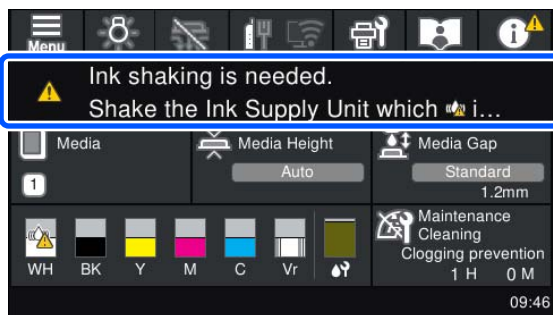 Menu
Ink shaking is needed.
Shake the Ink Supply Unit which i...
Media
1
Media Height
Auto
Media Gap
Standard
1.2mm
WH
BK
Y
M
C
Vr
Maintenance
Cleaning
Clogging prevention
1 H 0 M
09:46